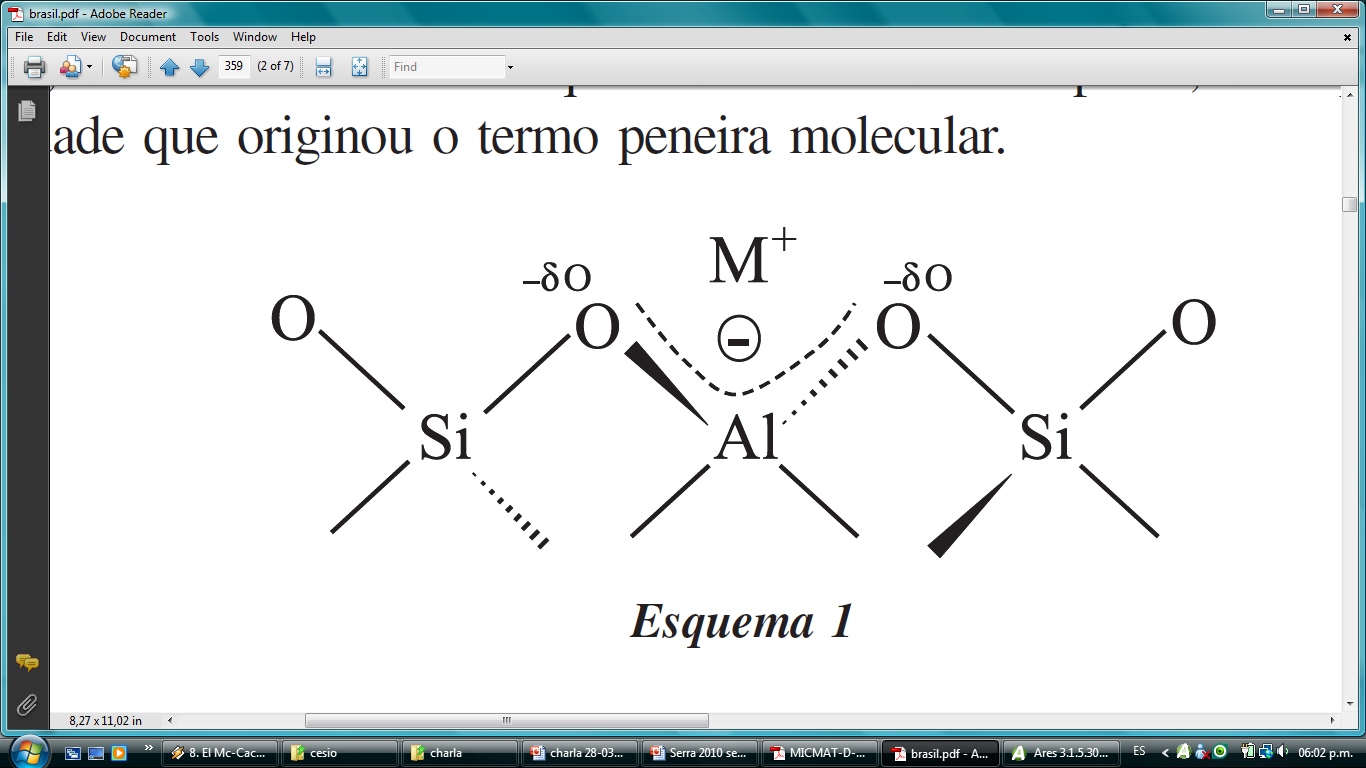 brasil.pdf - Adobe Reader
File Edit View Document Tools Window Help
359 (2 of 7) Find
ade que originou o termo peneira molecular.
M+
–δO –δO
O O O O
-
Si Al Si
Esquema 1
8,27 x 11,02 in
8. El Mc-Cac... cesio charla charla 28-03... Serra 2010 se... MICMAT-D-... brasil.pdf - A... Ares 3.1.5.30... ES 06:02 p.m.